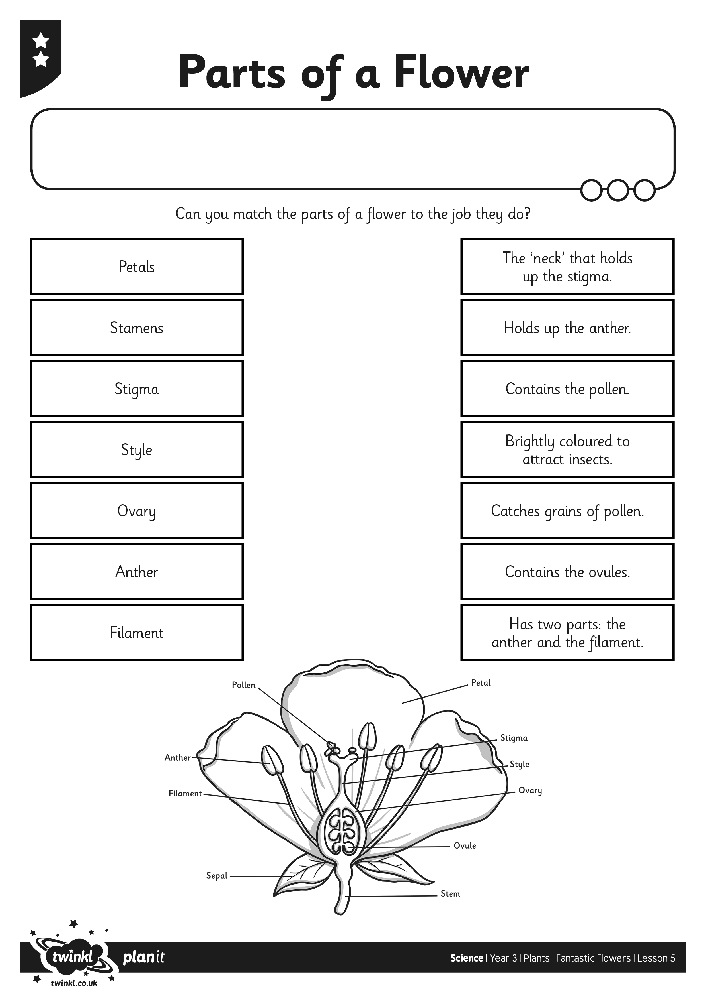 Parts of a Flower
Can you match the parts of a flower to the job they do?
Petals
Stamens
Stigma
Style
Ovary
Anther
Filament
The ‘neck’ that holds
up the stigma.
Holds up the anther.
Contains the pollen.
Brightly coloured to
attract insects.
Catches grains of pollen.
Contains the ovules.
Has two parts: the
anther and the filament.
Pollen
Petal
Stigma
Anther
Style
Filament
Ovary
Ovule
Sepal
Stem
twinkl
planit
twinkl.co.uk
Science | Year 3 | Plants | Fantastic Flowers | Lesson 5